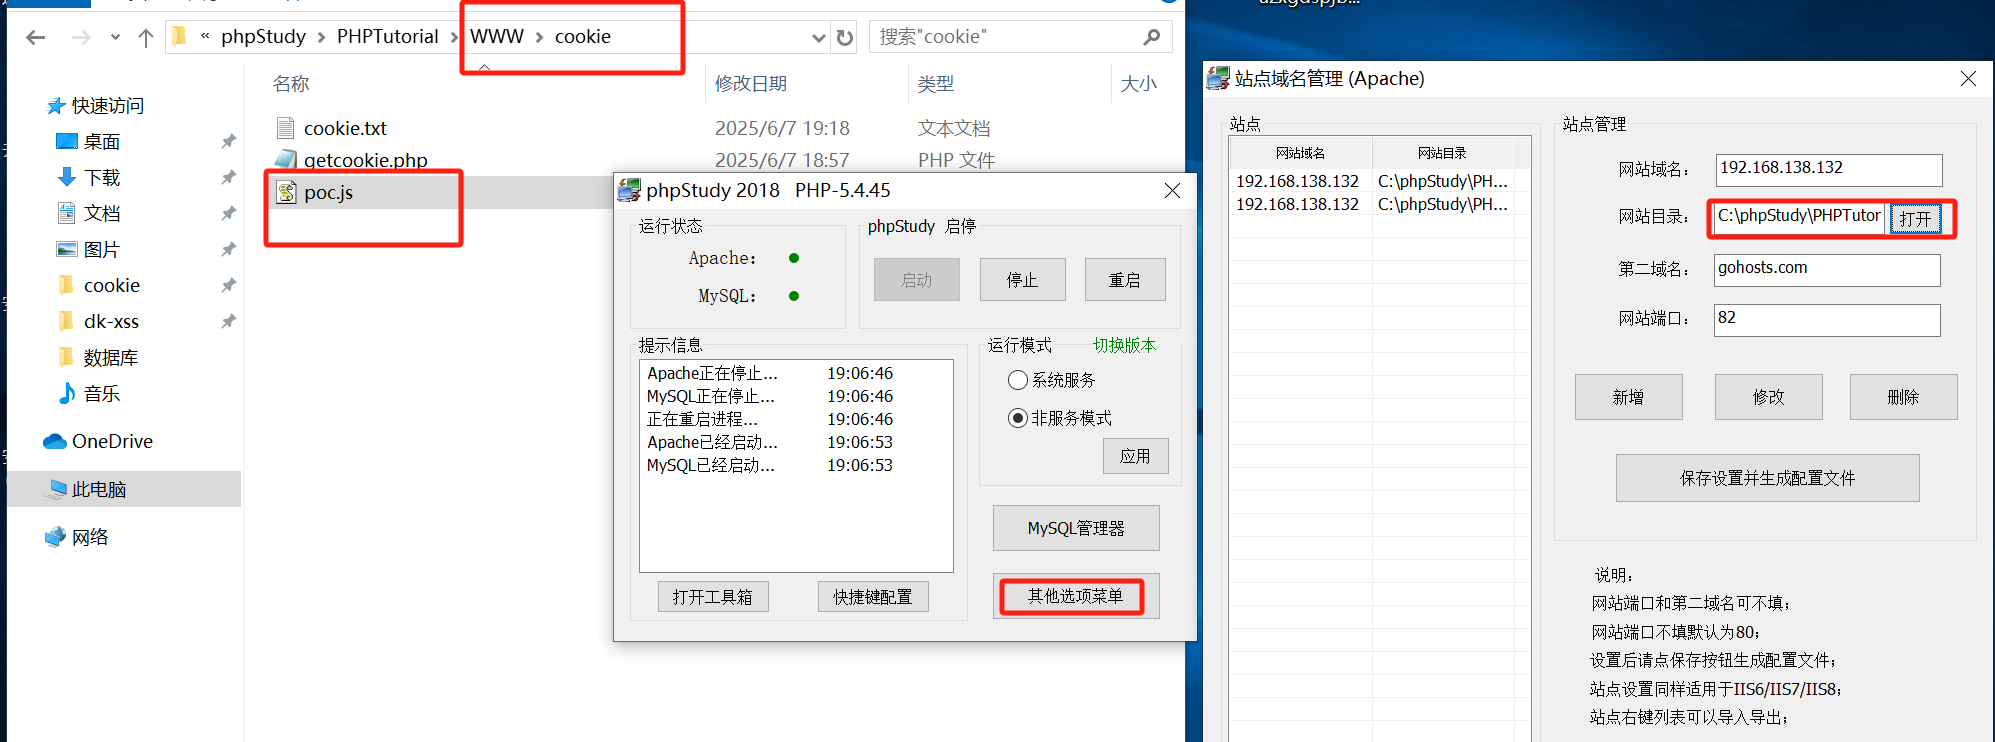 « phpStudy > PHPTutorial > WWW > cookie
搜索"cookie"
名称
修改日期
类型
大小
快速访问
桌面
下载
文档
图片
cookie
dk-xss
数据库
音乐
OneDrive
此电脑
网络
cookie.txt
2025/6/7 19:18
文本文档
getcookie.php
2025/6/7 18:57
PHP 文件
poc.js
phpStudy 2018 PHP-5.4.45
运行状态
Apache:
MySQL:
phpStudy 启停
启动
停止
重启
提示信息
Apache正在停止... 19:06:46
MySQL正在停止... 19:06:46
正在重启进程... 19:06:46
Apache已经启动... 19:06:53
MySQL已经启动... 19:06:53
运行模式
切换版本
系统服务
非服务模式
应用
MySQL管理器
打开工具箱
快捷键配置
其他选项菜单
站点域名管理 (Apache)
站点
网站域名
网站目录
192.168.138.132 C:\phpStudy\PH...
192.168.138.132 C:\phpStudy\PH...
站点管理
网站域名: 192.168.138.132
网站目录: C:\phpStudy\PHPTutor
打开
第二域名: gohosts.com
网站端口: 82
新增
修改
删除
保存设置并生成配置文件
说明:
网站端口和第二域名可不填;
网站端口不填默认为80;
设置后请点保存按钮生成配置文件;
站点设置同样适用于IIS6/IIS7/IIS8;
站点右键列表可以导入导出;